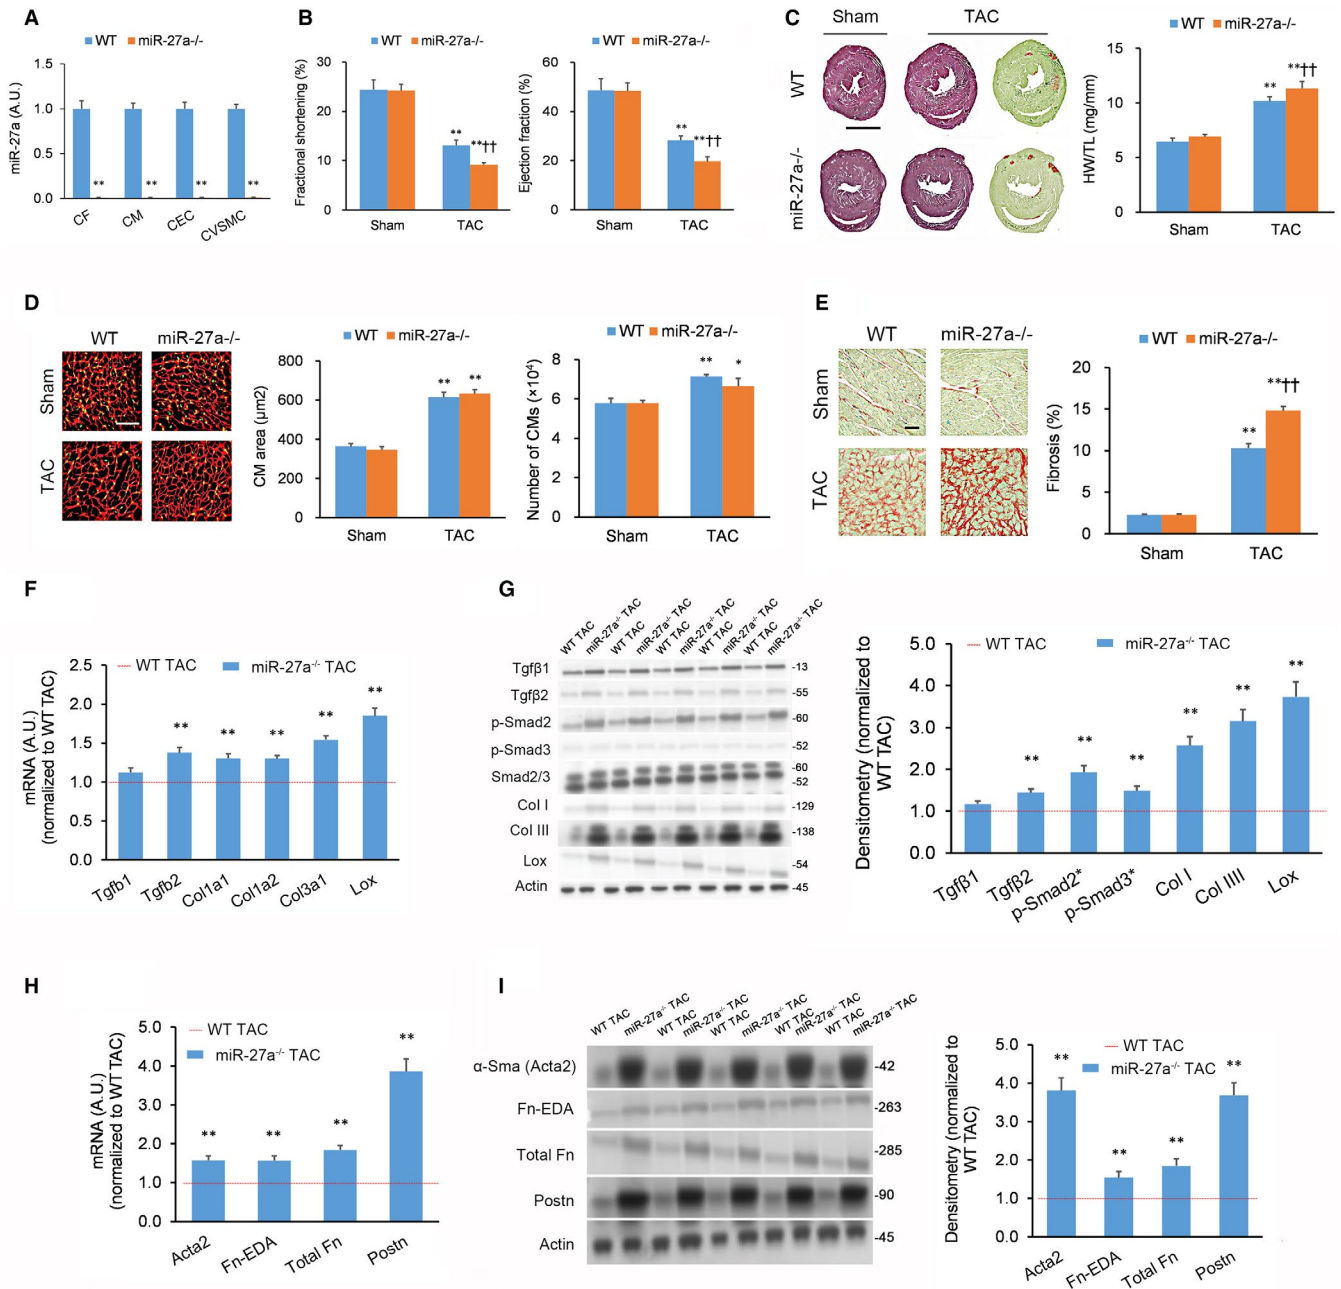 A
WT miR-27a-/-
miR-27a (A.U.)
1.5
1.0
0.5
0.0
** ** ** **
CF CM CEC CVSMC
B
WT miR-27a-/-
Fractional shortening (%)
30
20
10
0
**
**††
Sham TAC
WT miR-27a-/-
Ejection fraction (%)
60
40
20
0
**
**††
Sham TAC
C
Sham TAC
WT
miR-27a-/-
WT miR-27a-/-
HW/TL (mg/mm)
15
10
5
0
**
**††
Sham TAC
D
WT miR-27a-/-
Sham
TAC
WT miR-27a-/-
CM area (µm2)
800
600
400
200
0
** **
Sham TAC
WT miR-27a-/-
Number of CMs (×10⁴)
8
6
4
2
0
** *
Sham TAC
E
WT miR-27a-/-
Sham
TAC
WT miR-27a-/-
Fibrosis (%)
20
15
10
5
0
**
**††
Sham TAC
F
WT TAC miR-27a-/- TAC
mRNA (A.U.)
(normalized to WT TAC)
2.5
2.0
1.5
1.0
0.5
0.0
** ** ** ** **
Tgfb1 Tgfb2 Col1a1 Col1a2 Col3a1 Lox
G
WT TAC miR-27a-/- TAC WT TAC miR-27a-/- TAC WT TAC miR-27a-/- TAC WT TAC miR-27a-/- TAC WT TAC miR-27a-/- TAC
Tgfβ1 -13
Tgfβ2 -55
p-Smad2 -60
p-Smad3 -52
Smad2/3 -60
-52
Col I -129
Col III -138
Lox -54
Actin -45
WT TAC miR-27a-/- TAC
Densitometry (normalized to
WT TAC)
5.0
4.0
3.0
2.0
1.0
0.0
** ** ** ** ** **
Tgfβ1 Tgfβ2 p-Smad2* p-Smad3* Col I Col IIII Lox
H
WT TAC
miR-27a-/- TAC
mRNA (A.U.)
(normalized to WT TAC)
5.0
4.0
3.0
2.0
1.0
0.0
** ** ** **
Acta2 Fn-EDA Total Fn Postn
I
WT TAC miR-27a-/- TAC WT TAC miR-27a-/- TAC WT TAC miR-27a-/- TAC WT TAC miR-27a-/- TAC WT TAC miR-27a-/- TAC
α-Sma (Acta2) -42
Fn-EDA -263
Total Fn -285
Postn -90
Actin -45
WT TAC
miR-27a-/- TAC
Densitometry (normalized to
WT TAC)
5.0
4.0
3.0
2.0
1.0
0.0
** ** ** **
Acta2 Fn-EDA Total Fn Postn